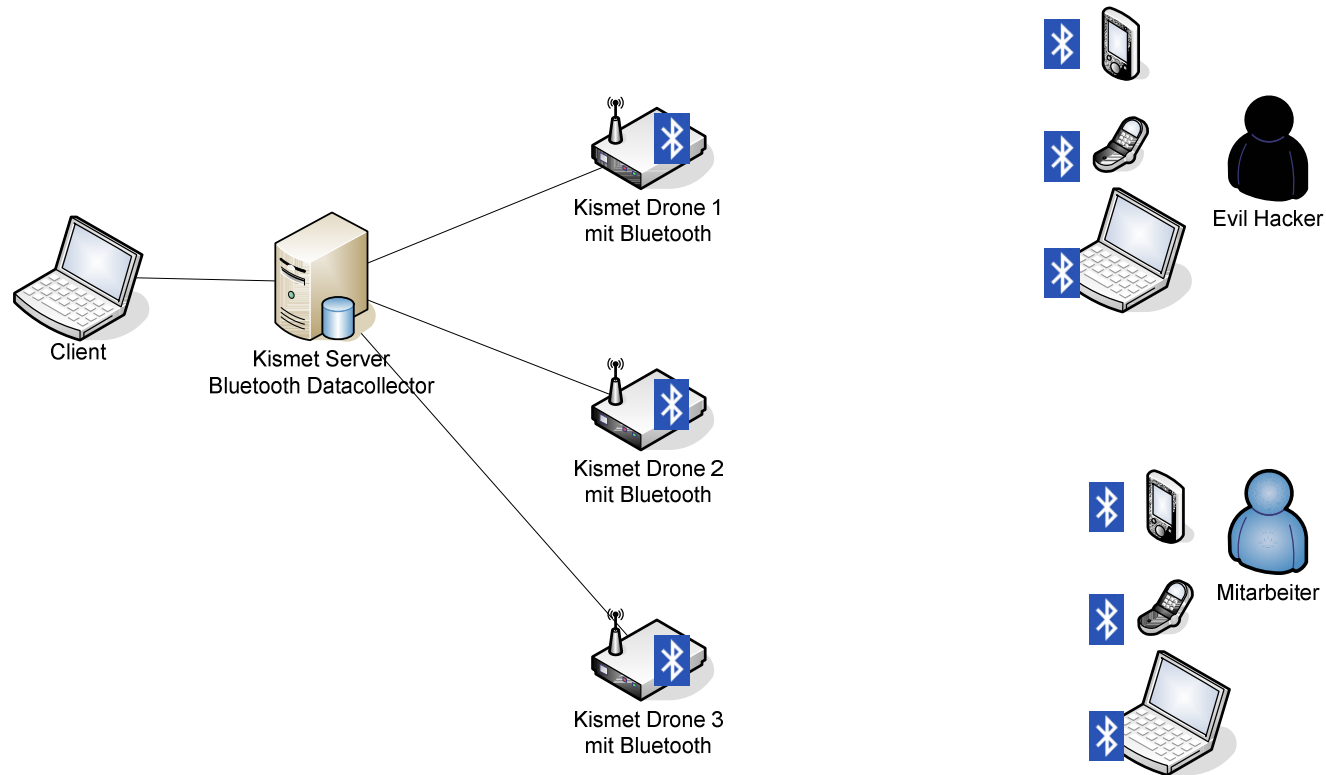 Client
Kismet Server
Bluetooth Datacollector
Kismet Drone 1
mit Bluetooth
Kismet Drone 2
mit Bluetooth
Kismet Drone 3
mit Bluetooth
Evil Hacker
Mitarbeiter